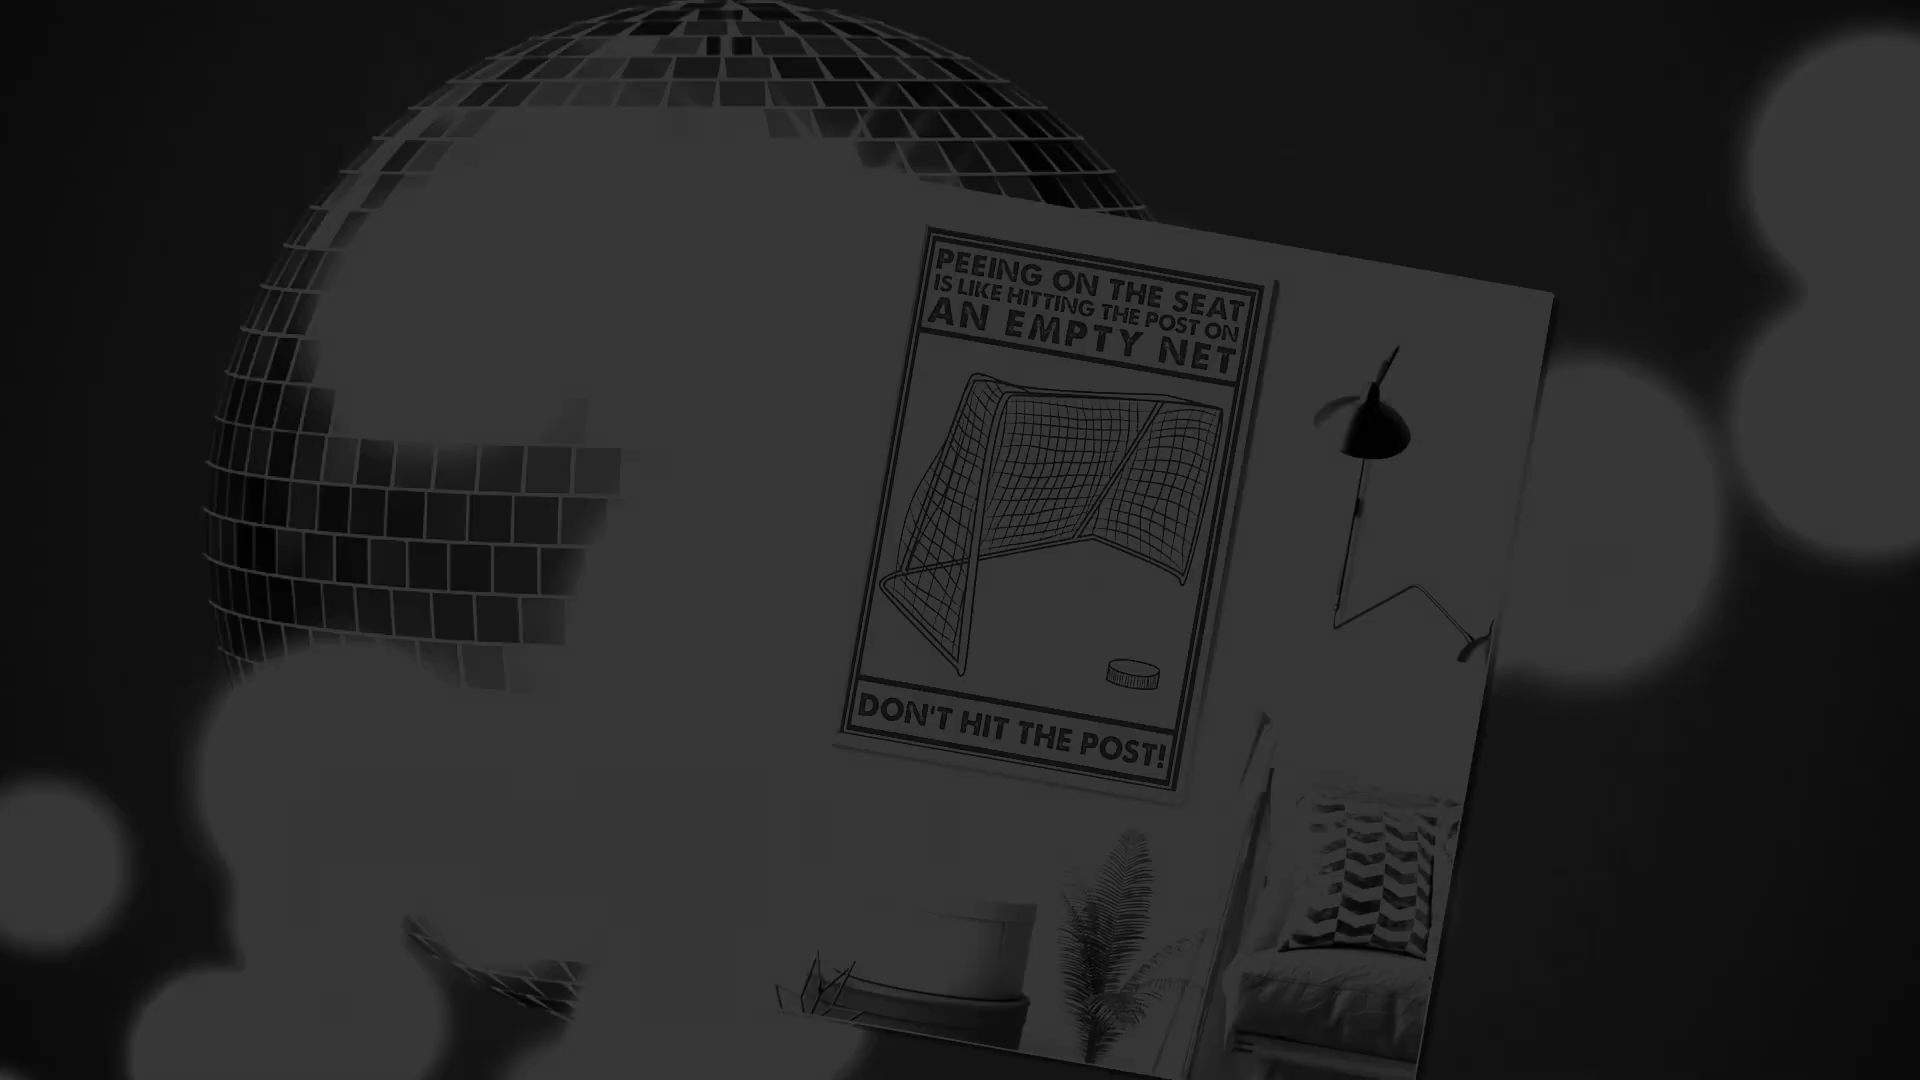 PEEING ON THE SEAT
IS LIKE HITTING THE POST ON
AN EMPTY NET
DON'T HIT THE POST!